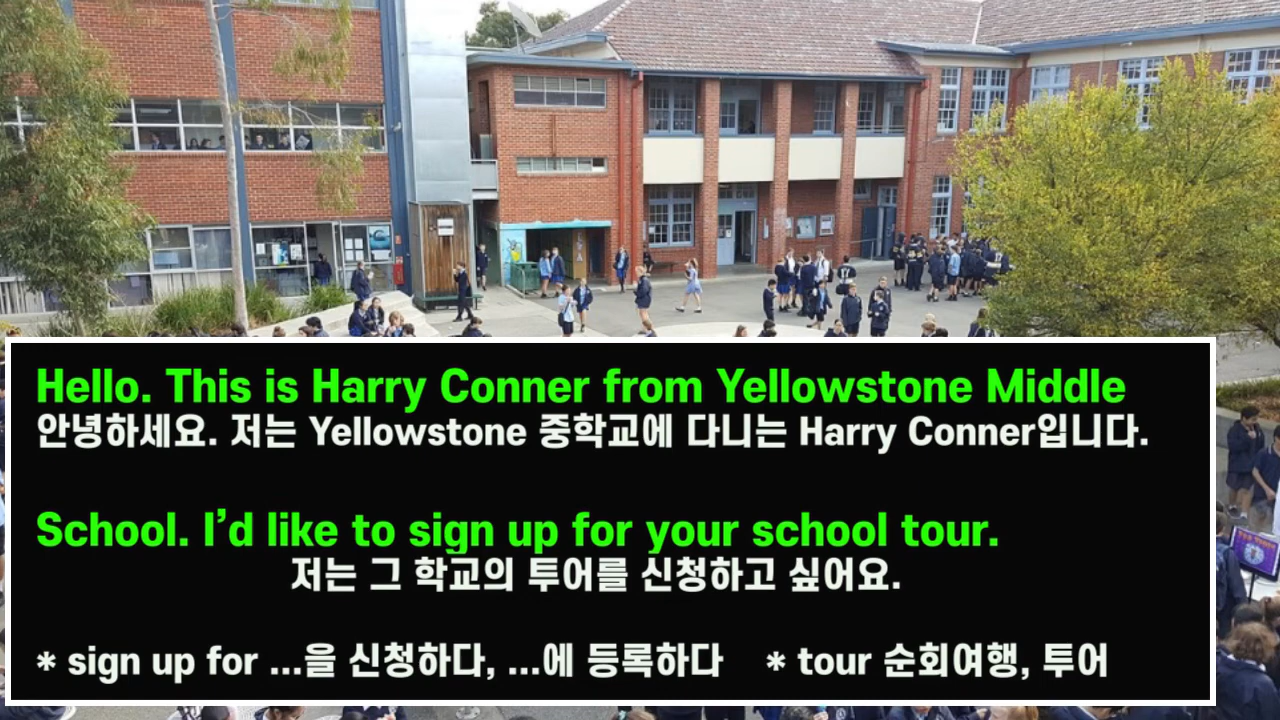 Hello. This is Harry Conner from Yellowstone Middle
안녕하세요. 저는 Yellowstone 중학교에 다니는 Harry Conner입니다.
School. I'd like to sign up for your school tour.
저는 그 학교의 투어를 신청하고 싶어요.
* sign up for ...을 신청하다, ...에 등록하다 * tour 순회여행, 투어